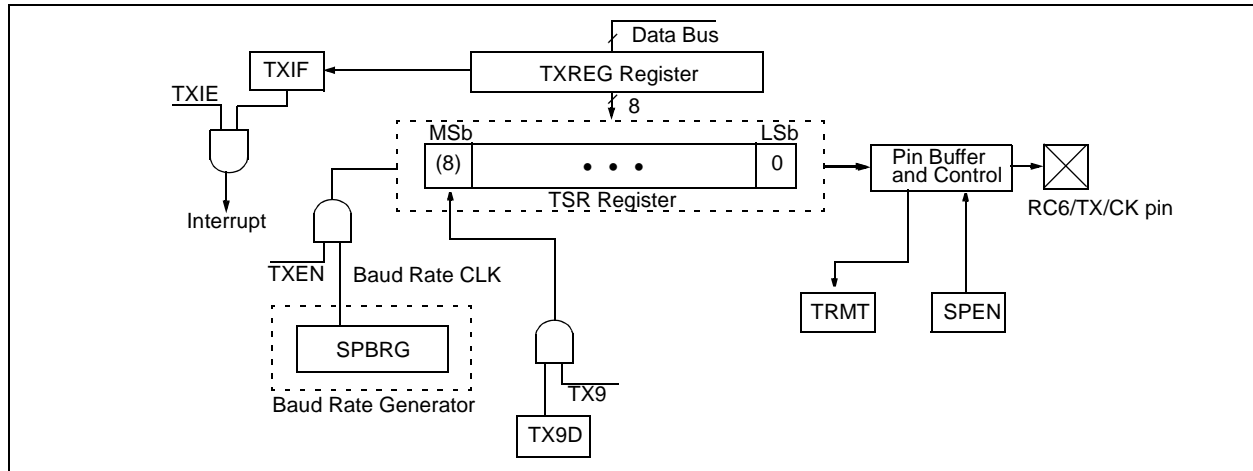 Data Bus
TXIF
TXREG Register
TXIE
8
MSb
LSb
(8)
• • •
0
TSR Register
Pin Buffer
and Control
Interrupt
RC6/TX/CK pin
TXEN
Baud Rate CLK
TRMT
SPEN
SPBRG
TX9
Baud Rate Generator
TX9D